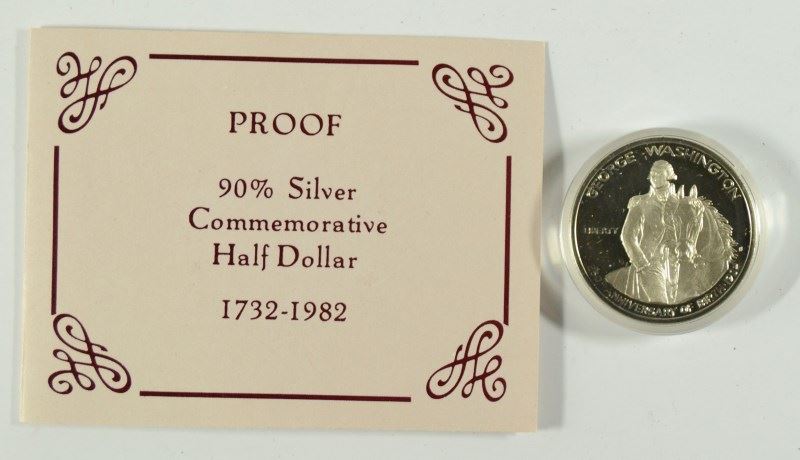 PROOF
90% Silver
Commemorative
Half Dollar
1732-1982
GEORGE WASHINGTON
LIBERTY
ANNIVERSARY OF BIRTH